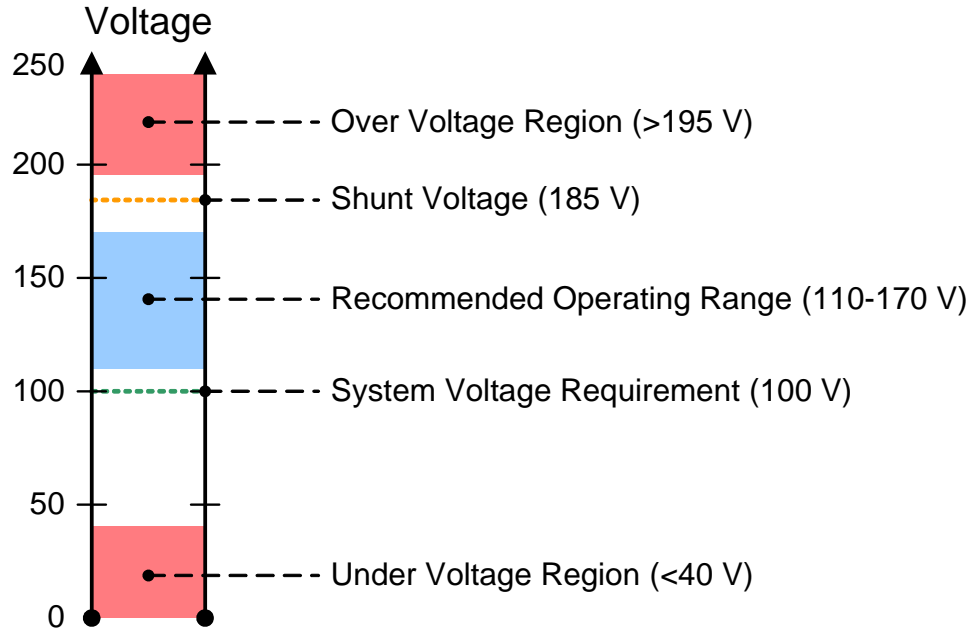 Voltage
250
Over Voltage Region (>195 V)
200
Shunt Voltage (185 V)
150
Recommended Operating Range (110-170 V)
100
System Voltage Requirement (100 V)
50
Under Voltage Region (<40 V)
0